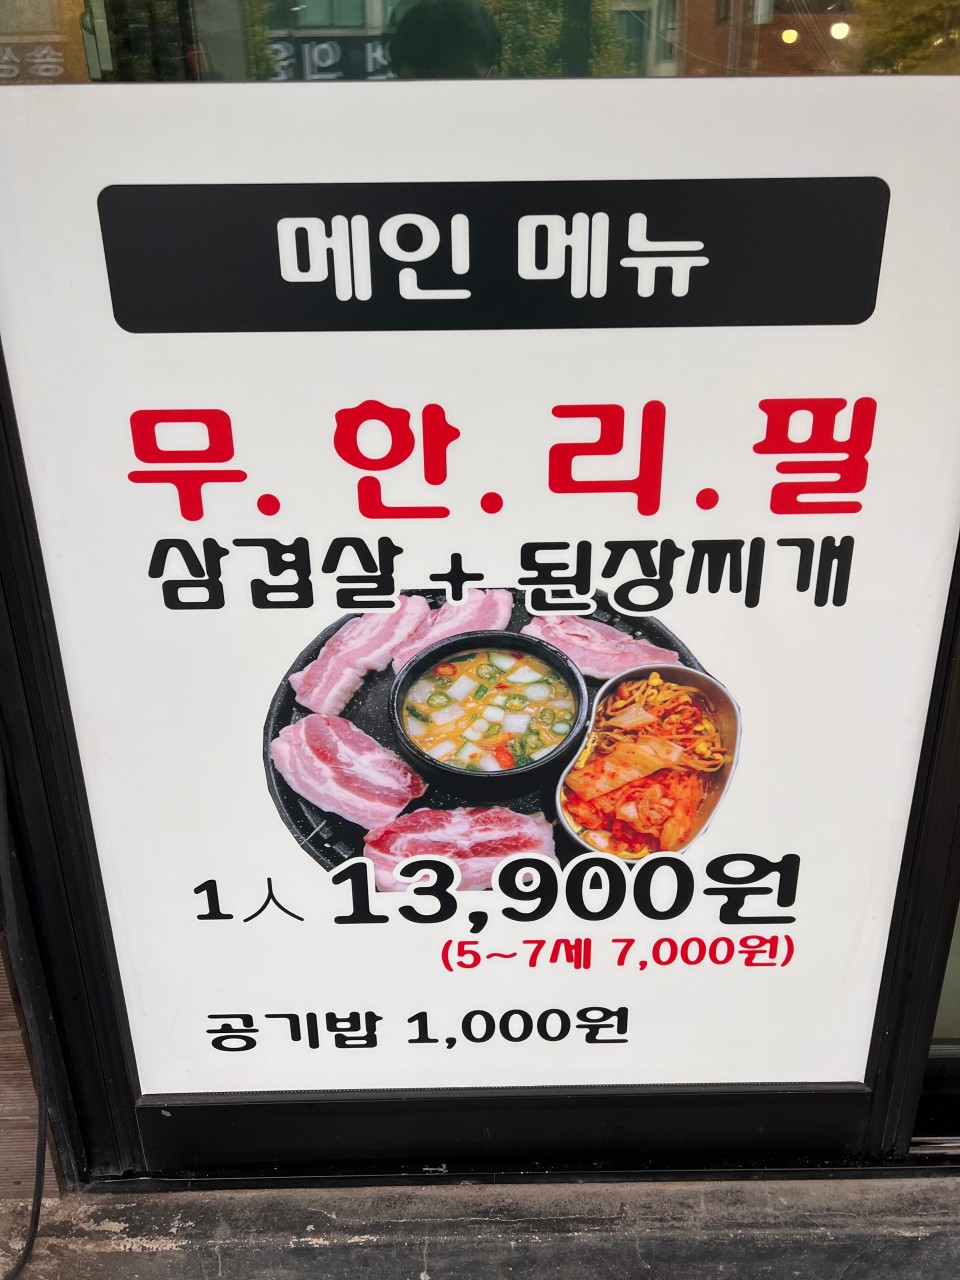 메인 메뉴
무.한.리.필
삼겹살 + 된장찌개
1人 13,900원
(5~7세 7,000원)
공기밥 1,000원